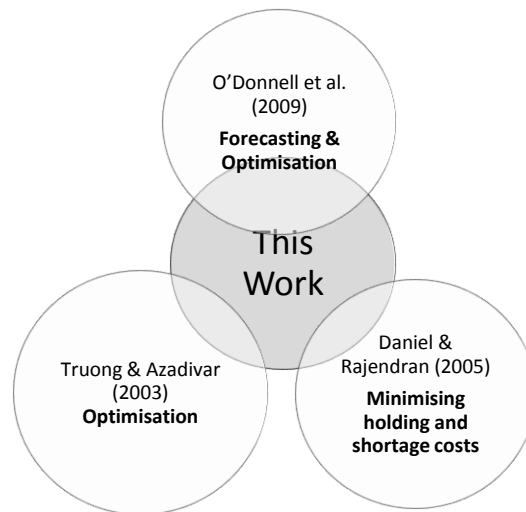 O'Donnell et al.
(2009)
Forecasting &
Optimisation
This
Work
Truong & Azadivar
(2003)
Optimisation
Daniel &
Rajendran (2005)
Minimising
holding and
shortage costs